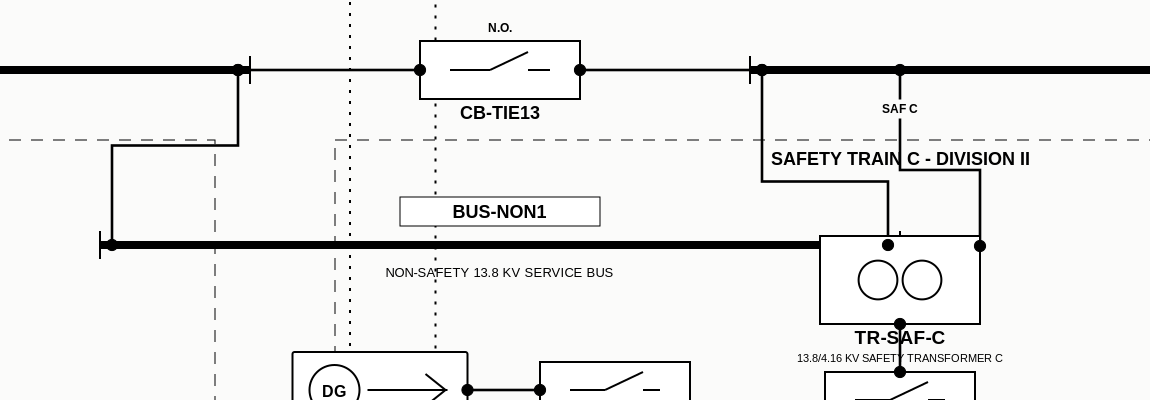 N.O.
CB-TIE13
SAF C
SAFETY TRAIN C - DIVISION II
BUS-NON1
NON-SAFETY 13.8 KV SERVICE BUS
TR-SAF-C
13.8/4.16 KV SAFETY TRANSFORMER C
DG